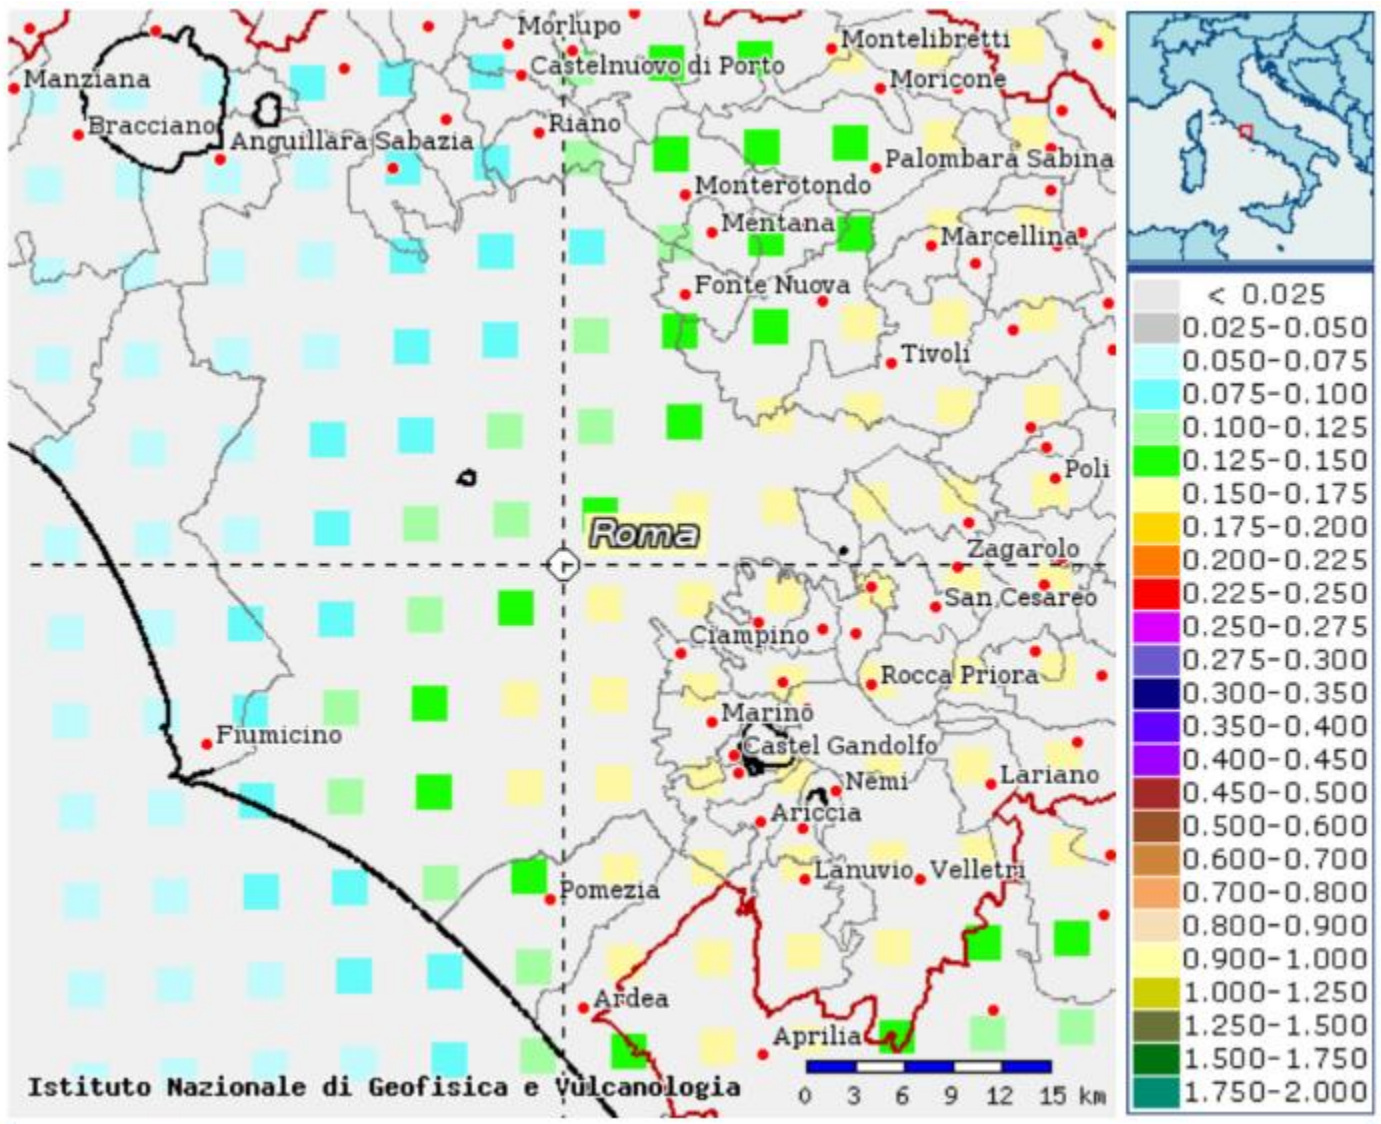 Morlupo
Montelibretti
Castelnuovo di Porto
Manziana
Moricone
Bracciano
Riano
Anguillara Sabazia
Palombara Sabina
Monterotondo
Mentana
Marcellina
Fonte Nuova
Tivoli
Poli
Roma
Zagarolo
San Cesareo
Ciampino
Rocca Priora
Marino
Fiumicino
Castel Gandolfo
Nemi
Lariano
Ariccia
Lanuvio
Velletri
Pomezia
Ardea
Aprilia
Istituto Nazionale di Geofisica e Vulcanologia
0 3 6 9 12 15 km
< 0.025
0.025-0.050
0.050-0.075
0.075-0.100
0.100-0.125
0.125-0.150
0.150-0.175
0.175-0.200
0.200-0.225
0.225-0.250
0.250-0.275
0.275-0.300
0.300-0.350
0.350-0.400
0.400-0.450
0.450-0.500
0.500-0.600
0.600-0.700
0.700-0.800
0.800-0.900
0.900-1.000
1.000-1.250
1.250-1.500
1.500-1.750
1.750-2.000